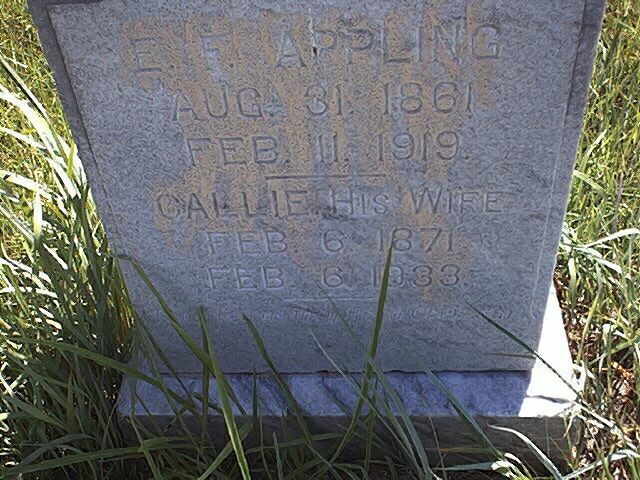 E. F. APPLING
AUG. 31. 1861
FEB. 11. 1919.
CALLIE, HIS WIFE
FEB. 6. 1871
FEB. 6. 1933